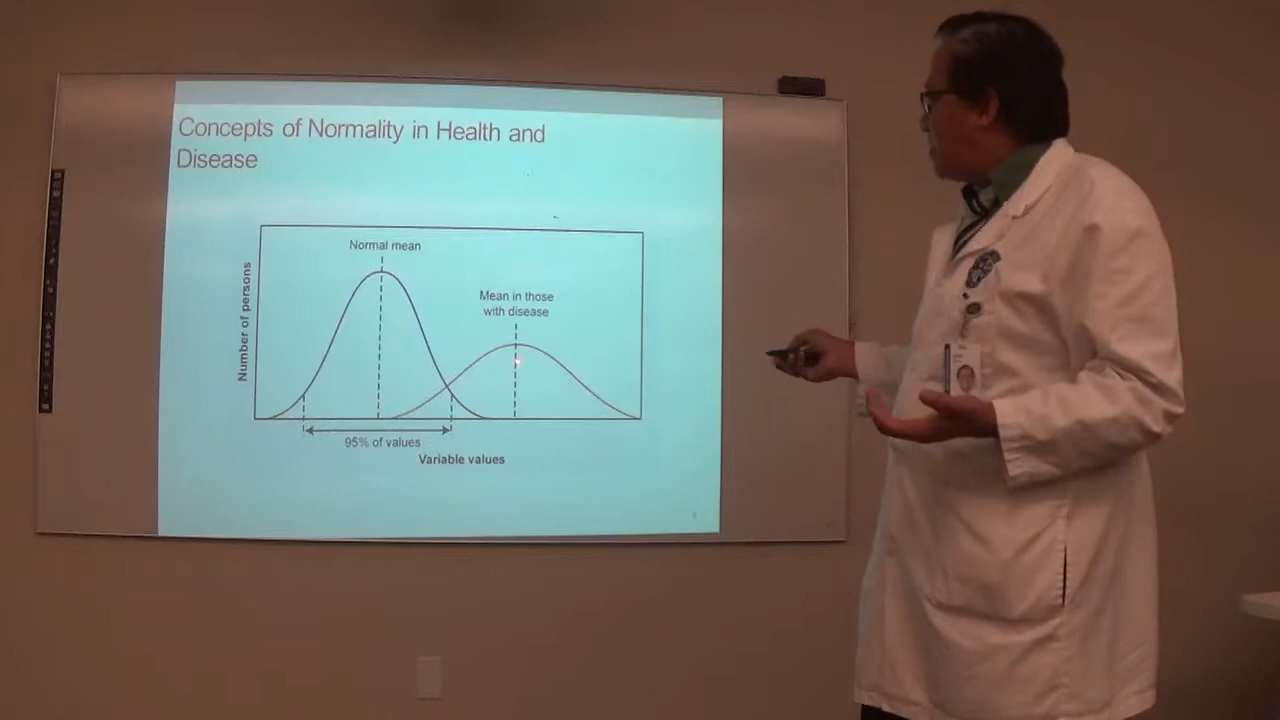 Concepts of Normality in Health and
Disease
Normal mean
Mean in those
with disease
Number of persons
95% of values
Variable values